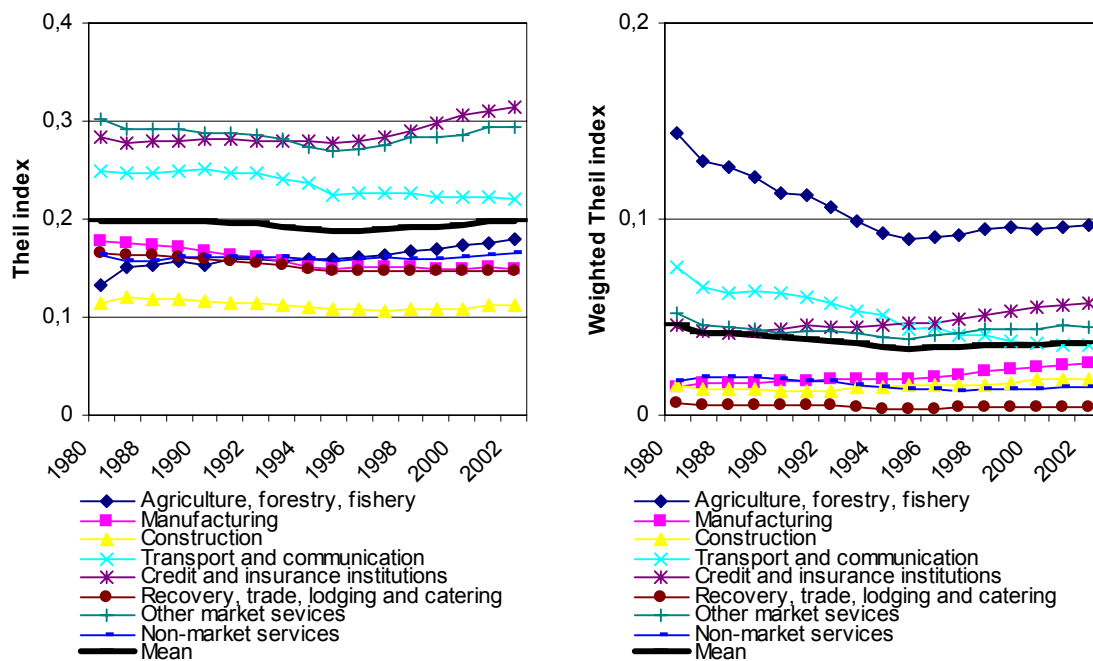 Theil index
0,4
0,3
0,2
0,1
0
1980
1988
1990
1992
1994
1996
1998
2000
2002
Agriculture, forestry, fishery
Manufacturing
Construction
Transport and communication
Credit and insurance institutions
Recovery, trade, lodging and catering
Other market sevices
Non-market services
Mean
Weighted Theil index
0,2
0,1
0
1980
1988
1990
1992
1994
1996
1998
2000
2002
Agriculture, forestry, fishery
Manufacturing
Construction
Transport and communication
Credit and insurance institutions
Recovery, trade, lodging and catering
Other market sevices
Non-market services
Mean